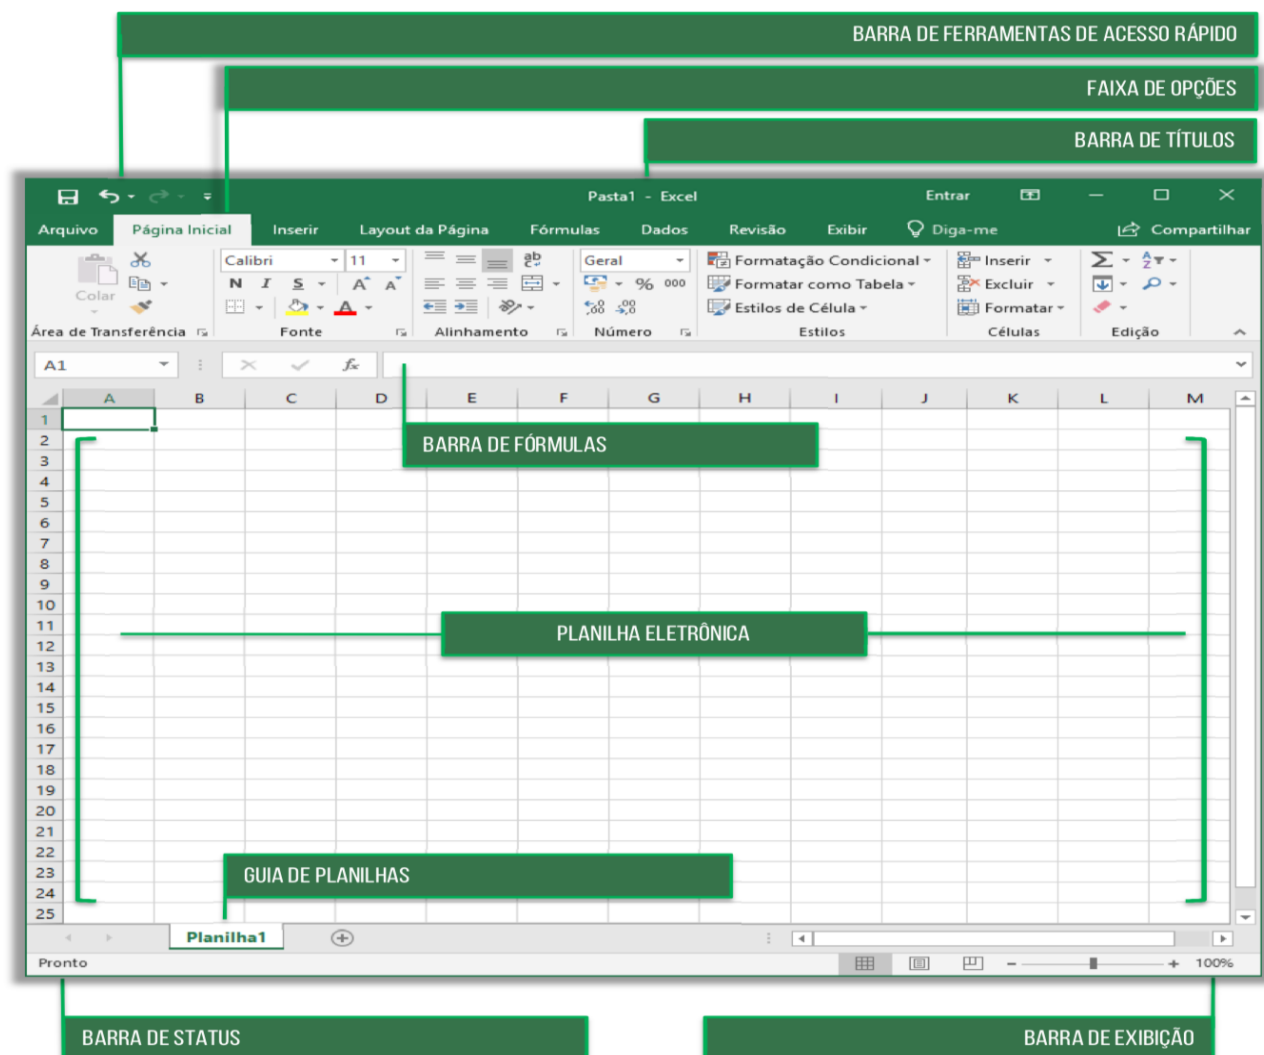 BARRA DE FERRAMENTAS DE ACESSO RÁPIDO
FAIXA DE OPÇÕES
BARRA DE TÍTULOS
Pasta1 - Excel Entrar
Arquivo Página Inicial Inserir Layout da Página Fórmulas Dados Revisão Exibir Diga-me Compartilhar
Calibri 11 ab Geral Formatação Condicional Inserir Σ A Z
Colar N I S A A % 000 Formatar como Tabela Excluir
A ,00 ,0 Estilos de Célula Formatar
Área de Transferência Fonte Alinhamento Número Estilos Células Edição
A1 fx
A B C D E F G H I J K L M
1
2
BARRA DE FÓRMULAS
3
4
5
6
7
8
9
10
11
PLANILHA ELETRÔNICA
12
13
14
15
16
17
18
19
20
21
22
23
GUIA DE PLANILHAS
24
25
Planilha1
Pronto 100%
BARRA DE STATUS BARRA DE EXIBIÇÃO